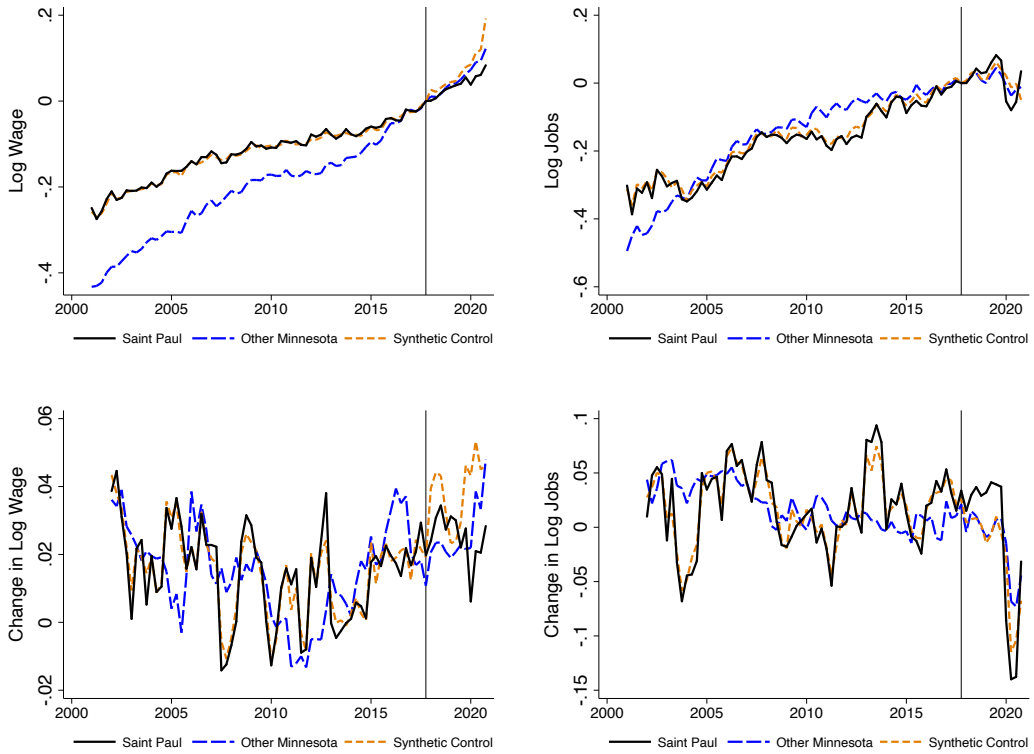 .2
0
-.2
-.4
Log Wage
2000 2005 2010 2015 2020
Saint Paul Other Minnesota Synthetic Control
.2
0
-.2
-.4
-.6
Log Jobs
2000 2005 2010 2015 2020
Saint Paul Other Minnesota Synthetic Control
.06
.04
.02
0
-.02
Change in Log Wage
2000 2005 2010 2015 2020
Saint Paul Other Minnesota Synthetic Control
.1
.05
0
-.05
-.1
-.15
Change in Log Jobs
2000 2005 2010 2015 2020
Saint Paul Other Minnesota Synthetic Control